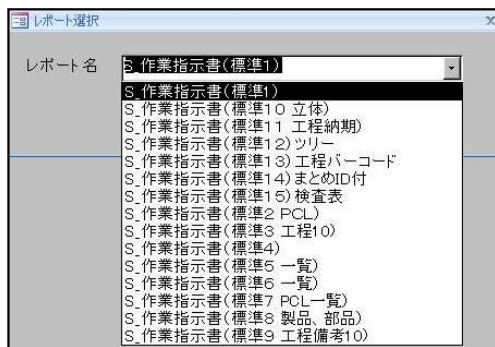 レポート選択
レポート名
S_作業指示書(標準1)
S_作業指示書(標準1)
S_作業指示書(標準10 立体)
S_作業指示書(標準11 工程納期)
S_作業指示書(標準12)ツリー
S_作業指示書(標準13)工程バーコード
S_作業指示書(標準14)まとめID付
S_作業指示書(標準15)検査表
S_作業指示書(標準2 PCL)
S_作業指示書(標準3 工程10)
S_作業指示書(標準4)
S_作業指示書(標準5 一覧)
S_作業指示書(標準6 一覧)
S_作業指示書(標準7 PCL一覧)
S_作業指示書(標準8 製品、部品)
S_作業指示書(標準9 工程備考10)